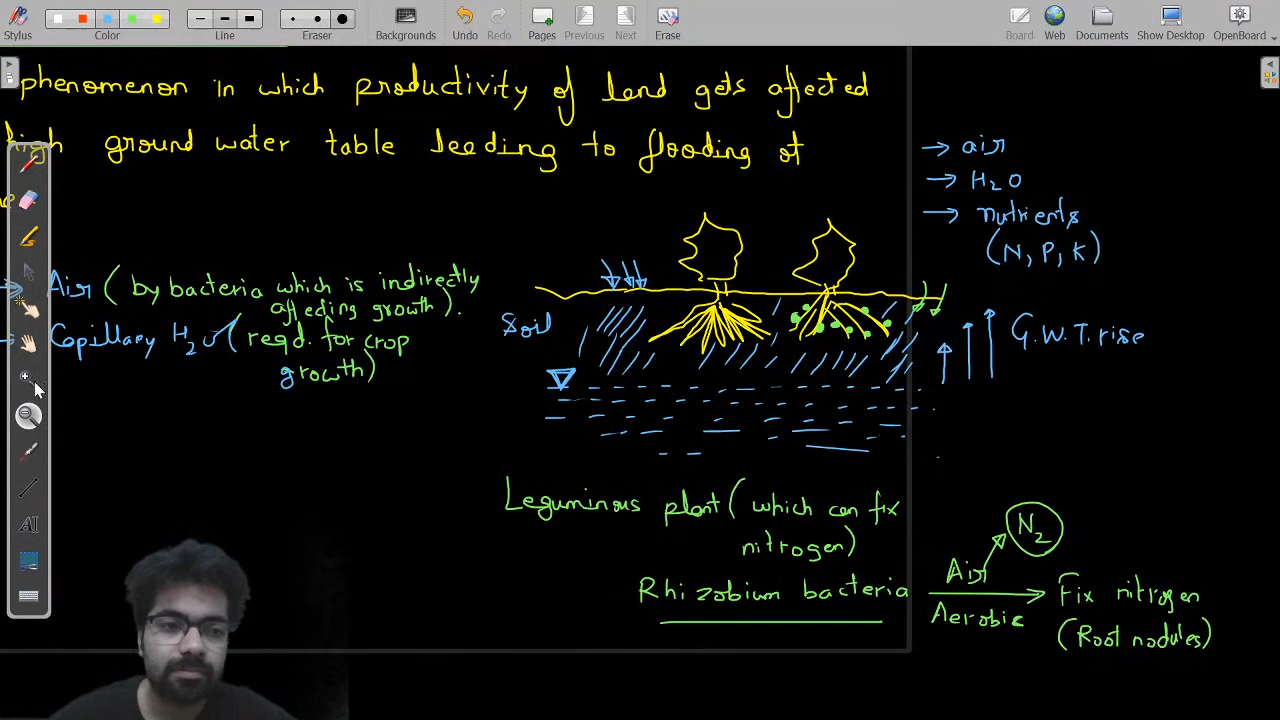 Stylus
Color
Line
Eraser
Backgrounds
Undo
Redo
Pages
Previous
Next
Erase
Board
Web
Documents
Show Desktop
OpenBoard
phenomenon in which productivity of land gets affected
high ground water table leading to flooding of
→ air
→ H2O
→ nutrients
(N, P, K)
Air (by bacteria which is indirectly
affecting growth).
Capillary H2O (reqd. for crop
growth)
Soil
G.W.T. rise
Leguminous plant (which can fix
nitrogen)
Rhizobium bacteria
Air
Aerobic
N2
Fix nitrogen
(Root nodules)